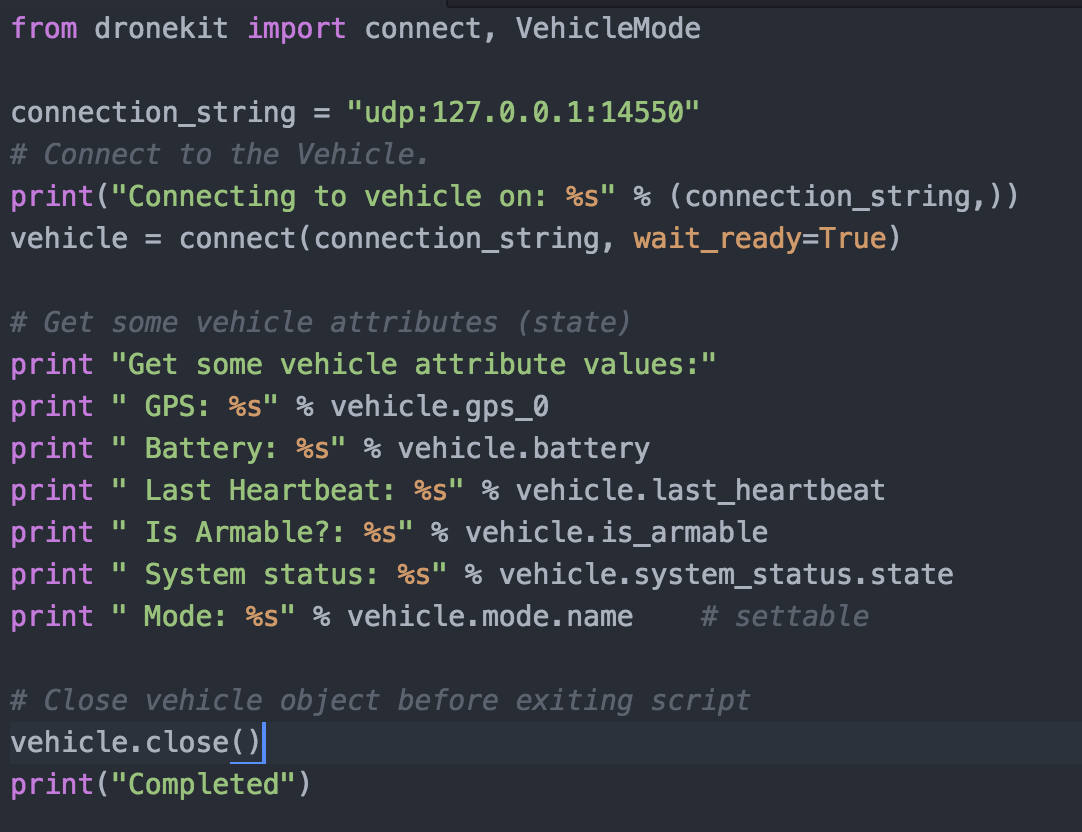 from dronekit import connect, VehicleMode
connection_string = "udp:127.0.0.1:14550"
# Connect to the Vehicle.
print("Connecting to vehicle on: %s" % (connection_string,))
vehicle = connect(connection_string, wait_ready=True)
# Get some vehicle attributes (state)
print "Get some vehicle attribute values:"
print " GPS: %s" % vehicle.gps_0
print " Battery: %s" % vehicle.battery
print " Last Heartbeat: %s" % vehicle.last_heartbeat
print " Is Armable?: %s" % vehicle.is_armable
print " System status: %s" % vehicle.system_status.state
print " Mode: %s" % vehicle.mode.name    # settable
# Close vehicle object before exiting script
vehicle.close()
print("Completed")